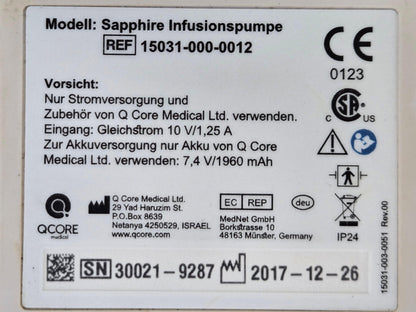 Modell: Sapphire Infusionspumpe
REF 15031-000-0012
CE
0123
Vorsicht:
Nur Stromversorgung und
Zubehör von Q Core Medical Ltd. verwenden.
Eingang: Gleichstrom 10 V/1,25 A
Zur Akkuversorgung nur Akku von Q Core
Medical Ltd. verwenden: 7,4 V/1960 mAh
C SA US
QCORE
medical
Q Core Medical Ltd.
29 Yad Haruzim St.
P.O.Box 8639
Netanya 4250529, ISRAEL
www.qcore.com
EC REP
MedNet GmbH
Borkstrasse 10
48163 Münster, Germany
deu
IP24
15031-003-0051 Rev.00
SN 30021-9287 2017-12-26